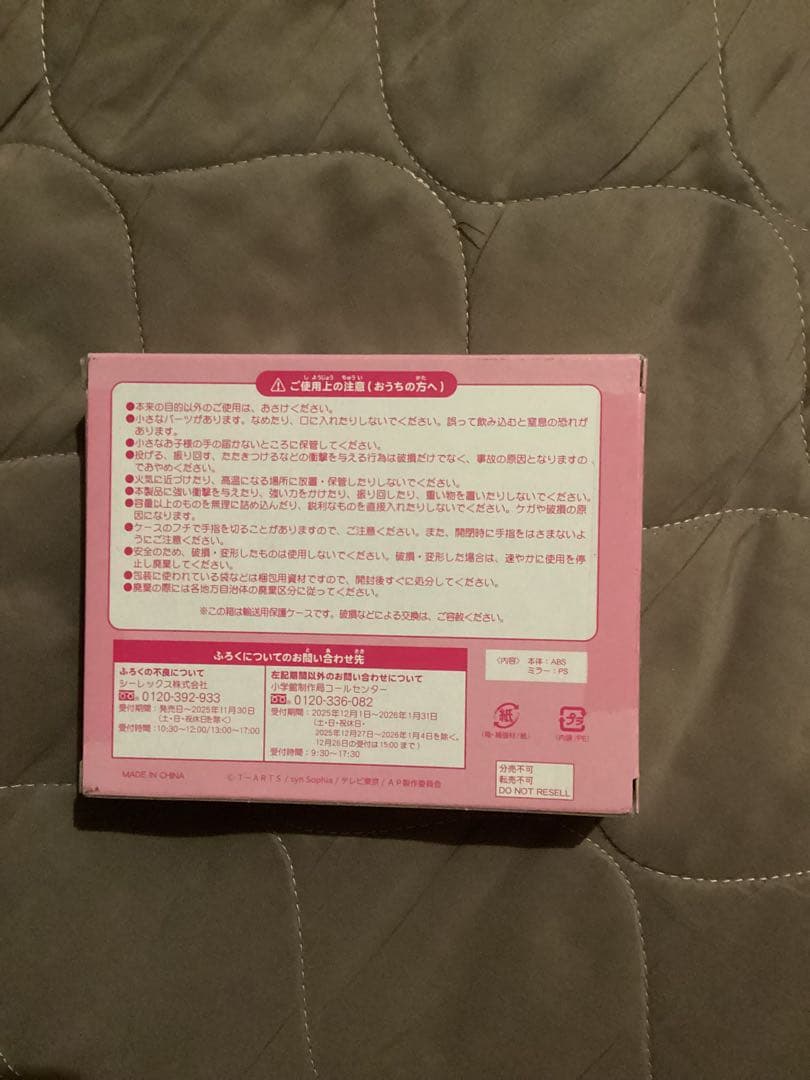 しようじょう ちゅうい かた
⚠ ご使用上の注意(おうちの方へ)
●本来の目的以外のご使用は、おさけください。
●小さなパーツがあります。なめたり、口に入れたりしないでください。誤って飲み込むと窒息の恐れが
あります。
●小さなお子様の手の届かないところに保管してください。
●投げる、振り回す、たたきつけるなどの衝撃を与える行為は破損だけでなく、事故の原因となりますの
でおやめください。
●火気に近づけたり、高温になる場所に放置・保管したりしないでください。
●本製品に強い衝撃を与えたり、強い力をかけたり、振り回したり、重い物を置いたりしないでください。
●容量以上のものを無理に詰め込んだり、鋭利なものを直接入れたりしないでください。ケガや破損の原
因になります。
●ケースのフチで手指を切ることがありますので、ご注意ください。また、開閉時に手指をはさまないよ
うにご注意ください。
●安全のため、破損・変形したものは使用しないでください。破損・変形した場合は、速やかに使用を停
止し廃棄してください。
●包装に使われている袋などは梱包用資材ですので、開封後すぐに処分してください。
●廃棄の際には各地方自治体の廃棄区分に従ってください。
※この箱は輸送用保護ケースです。破損などによる交換は、ご容赦ください。
と あ さき
ふろくについてのお問い合わせ先
ふろくの不良について
シーレックス株式会社
0120-392-933
受付期間:発売日〜2025年11月30日
(土・日・祝休日を除く)
受付時間:10:30〜12:00/13:00〜17:00
左記期間以外のお問い合わせについて
小学館制作局コールセンター
0120-336-082
受付期間:2025年12月1日〜2026年1月31日
(土・日・祝休日・
2025年12月27日〜2026年1月4日を除く。
12月26日の受付は15:00まで)
受付時間:9:30〜17:30
〈内容〉 本体:ABS
ミラー:PS
紙
(箱・補強材/紙)
プラ
(内袋/PE)
分売不可
転売不可
DO NOT RESELL
MADE IN CHINA
© T-ARTS / syn Sophia / テレビ東京 / AP製作委員会